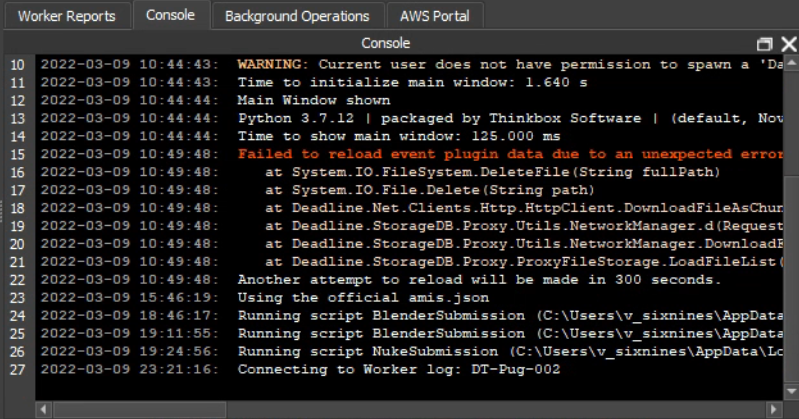 Worker Reports Console Background Operations AWS Portal
Console
10 2022-03-09 10:44:43: WARNING: Current user does not have permission to spawn a 'Da
11 2022-03-09 10:44:43: Time to initialize main window: 1.640 s
12 2022-03-09 10:44:44: Main Window shown
13 2022-03-09 10:44:44: Python 3.7.12 | packaged by Thinkbox Software | (default, Nov
14 2022-03-09 10:44:44: Time to show main window: 125.000 ms
15 2022-03-09 10:49:48: Failed to reload event plugin data due to an unexpected error
16 2022-03-09 10:49:48: at System.IO.FileSystem.DeleteFile(String fullPath)
17 2022-03-09 10:49:48: at System.IO.File.Delete(String path)
18 2022-03-09 10:49:48: at Deadline.Net.Clients.Http.HttpClient.DownloadFileAsChun
19 2022-03-09 10:49:48: at Deadline.StorageDB.Proxy.Utils.NetworkManager.d(Request
20 2022-03-09 10:49:48: at Deadline.StorageDB.Proxy.Utils.NetworkManager.DownloadF
21 2022-03-09 10:49:48: at Deadline.StorageDB.Proxy.ProxyFileStorage.LoadFileList(
22 2022-03-09 10:49:48: Another attempt to reload will be made in 300 seconds.
23 2022-03-09 15:46:19: Using the official amis.json
24 2022-03-09 18:46:17: Running script BlenderSubmission (C:\Users\v_sixnines\AppData
25 2022-03-09 19:11:55: Running script BlenderSubmission (C:\Users\v_sixnines\AppData
26 2022-03-09 19:24:56: Running script NukeSubmission (C:\Users\v_sixnines\AppData\Lo
27 2022-03-09 23:21:16: Connecting to Worker log: DT-Pug-002